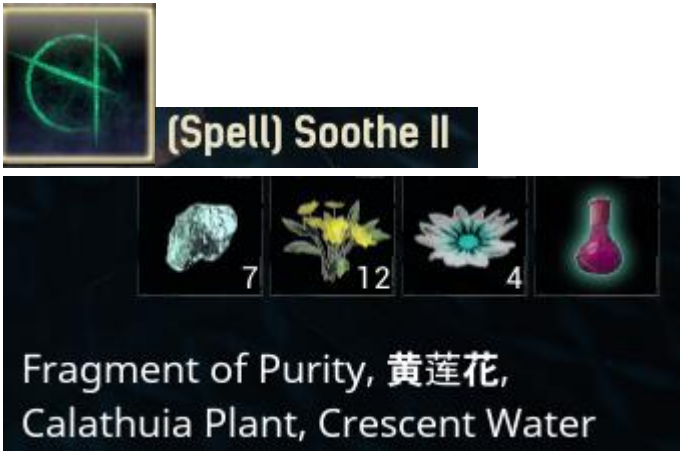 (Spell) Soothe II
7 12 4
Fragment of Purity, 黄莲花,
Calathuia Plant, Crescent Water